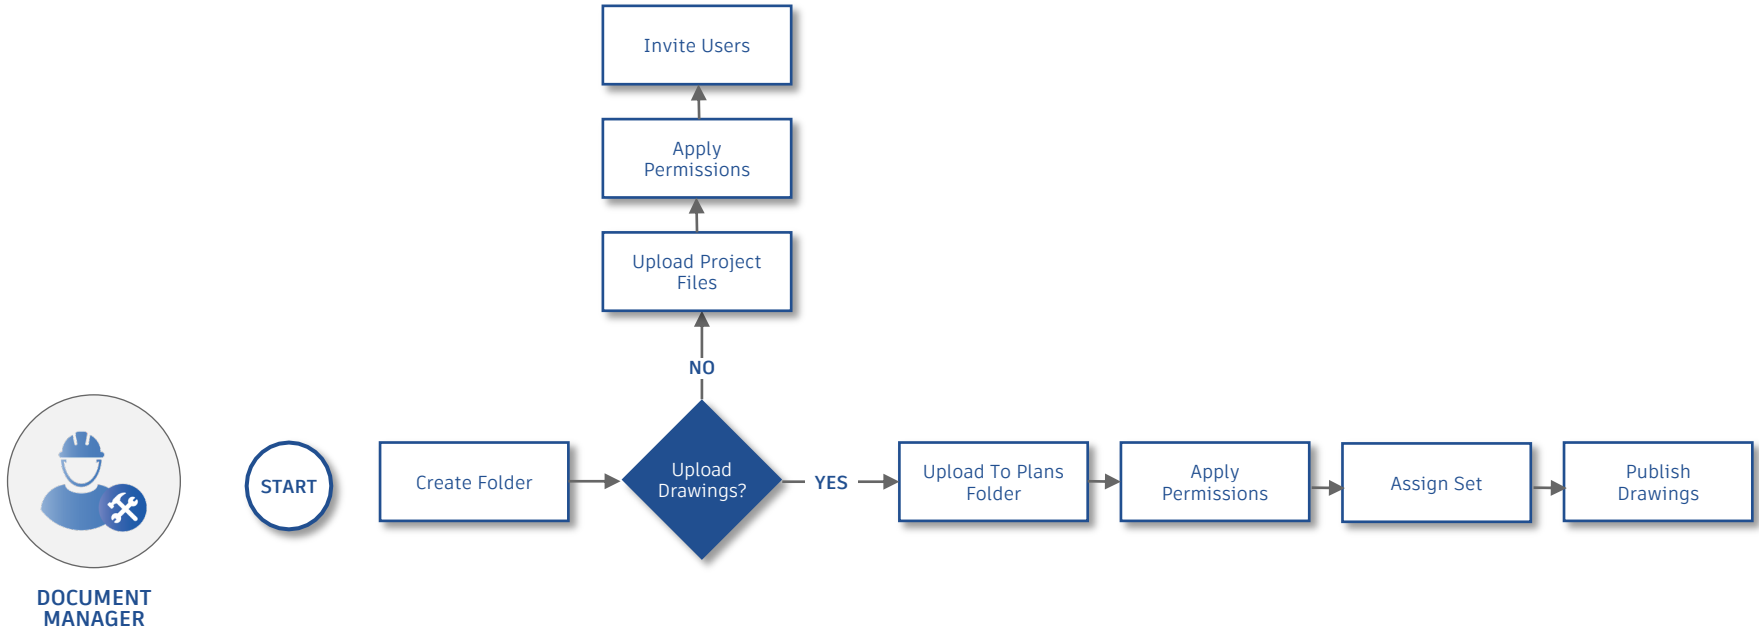 Invite Users
Apply
Permissions
Upload Project
Files
NO
START
Create Folder
Upload
Drawings?
YES
Upload To Plans
Folder
Apply
Permissions
Assign Set
Publish
Drawings
DOCUMENT
MANAGER